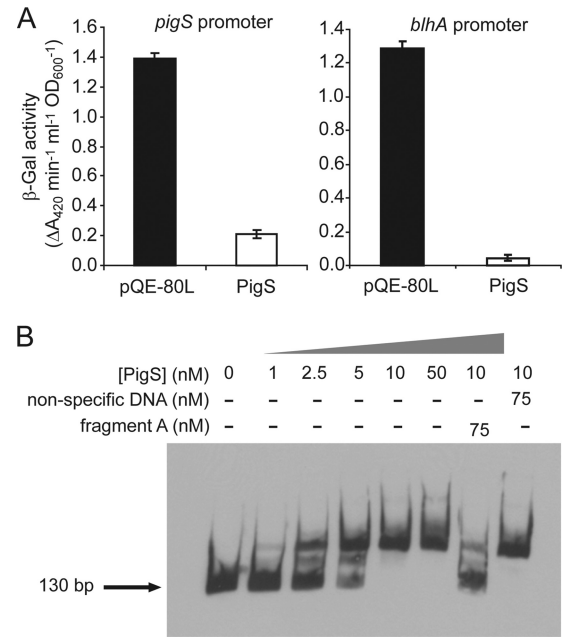 A
pigS promoter
blhA promoter
β-Gal activity
(ΔA420 min-1 ml-1 OD600-1)
1.6
1.4
1.2
1.0
0.8
0.6
0.4
0.2
0.0
pQE-80L
PigS
1.4
1.2
1.0
0.8
0.6
0.4
0.2
0.0
pQE-80L
PigS
B
[PigS] (nM) 0 1 2.5 5 10 50 10 10
non-specific DNA (nM) – – – – – – – 75
fragment A (nM) – – – – – – 75 –
130 bp